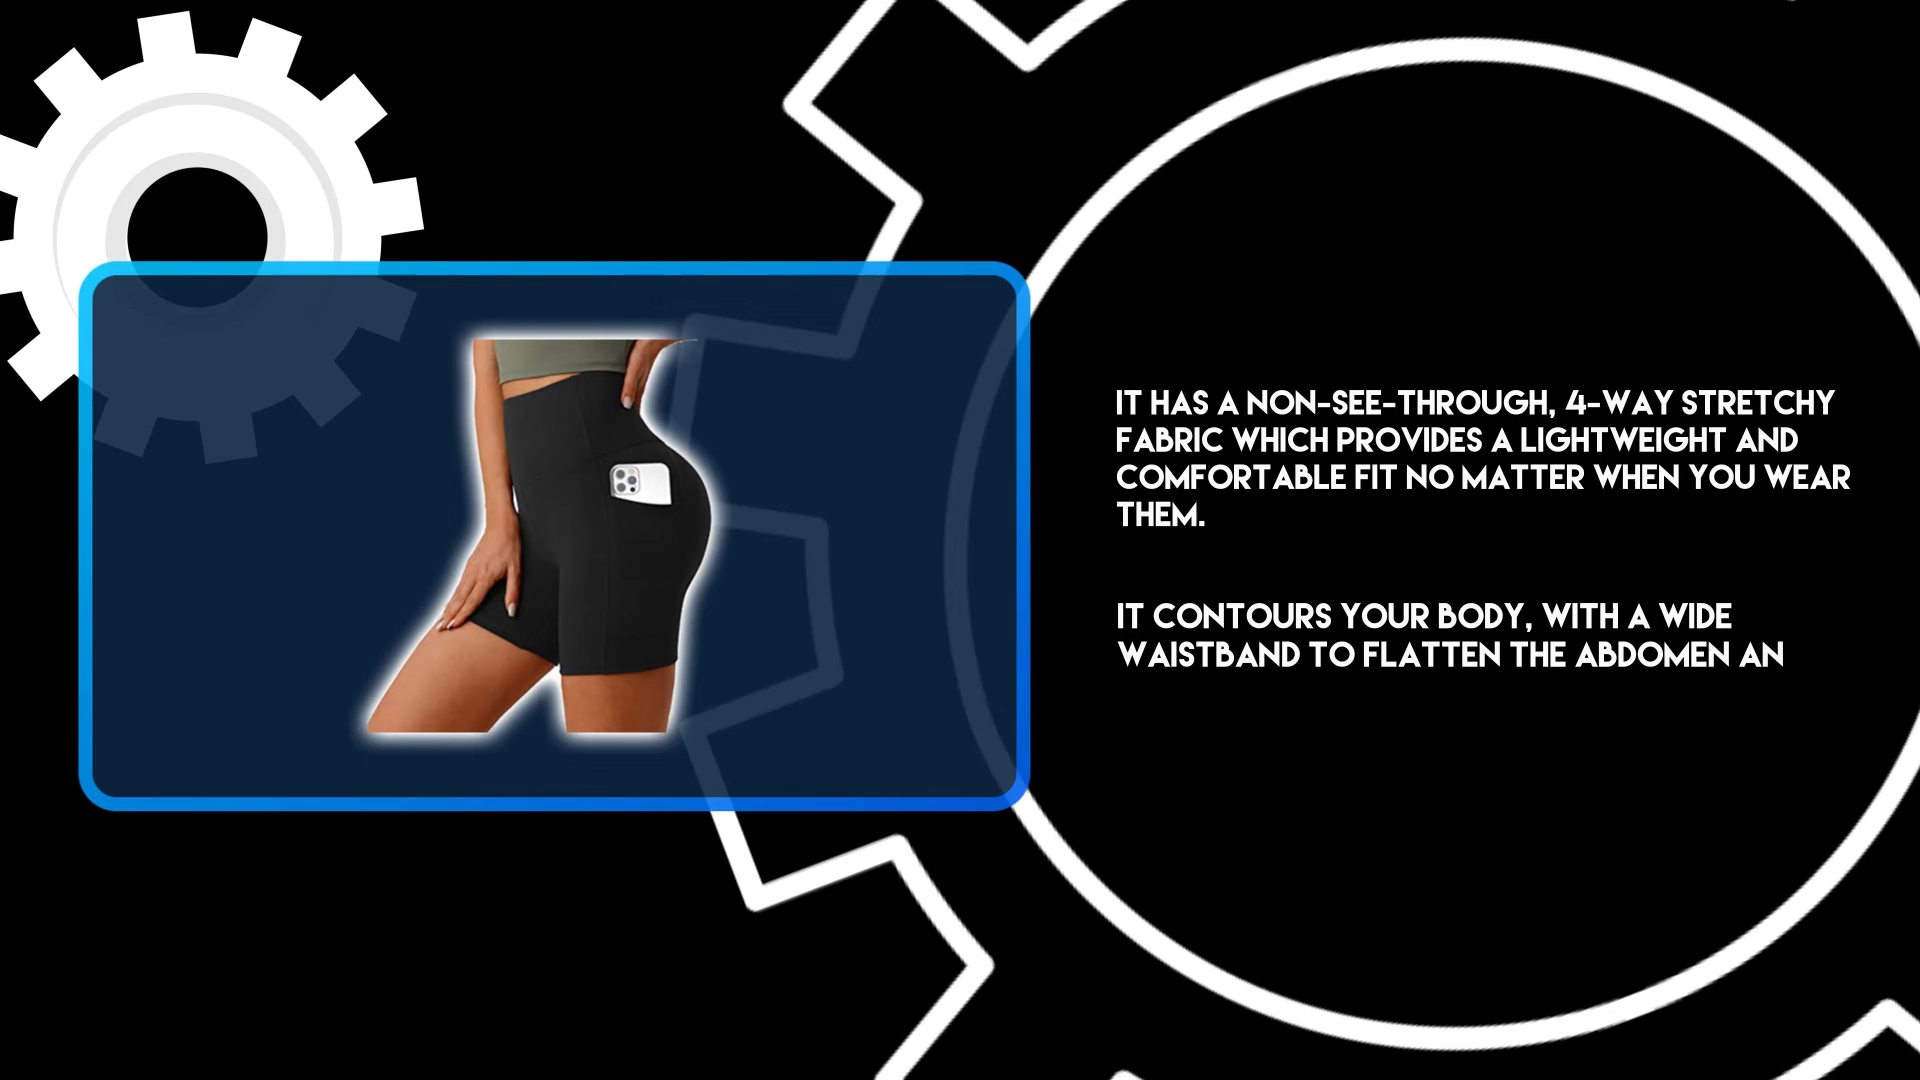 IT HAS A NON-SEE-THROUGH, 4-WAY STRETCHY
FABRIC WHICH PROVIDES A LIGHTWEIGHT AND
COMFORTABLE FIT NO MATTER WHEN YOU WEAR
THEM.
IT CONTOURS YOUR BODY, WITH A WIDE
WAISTBAND TO FLATTEN THE ABDOMEN AN